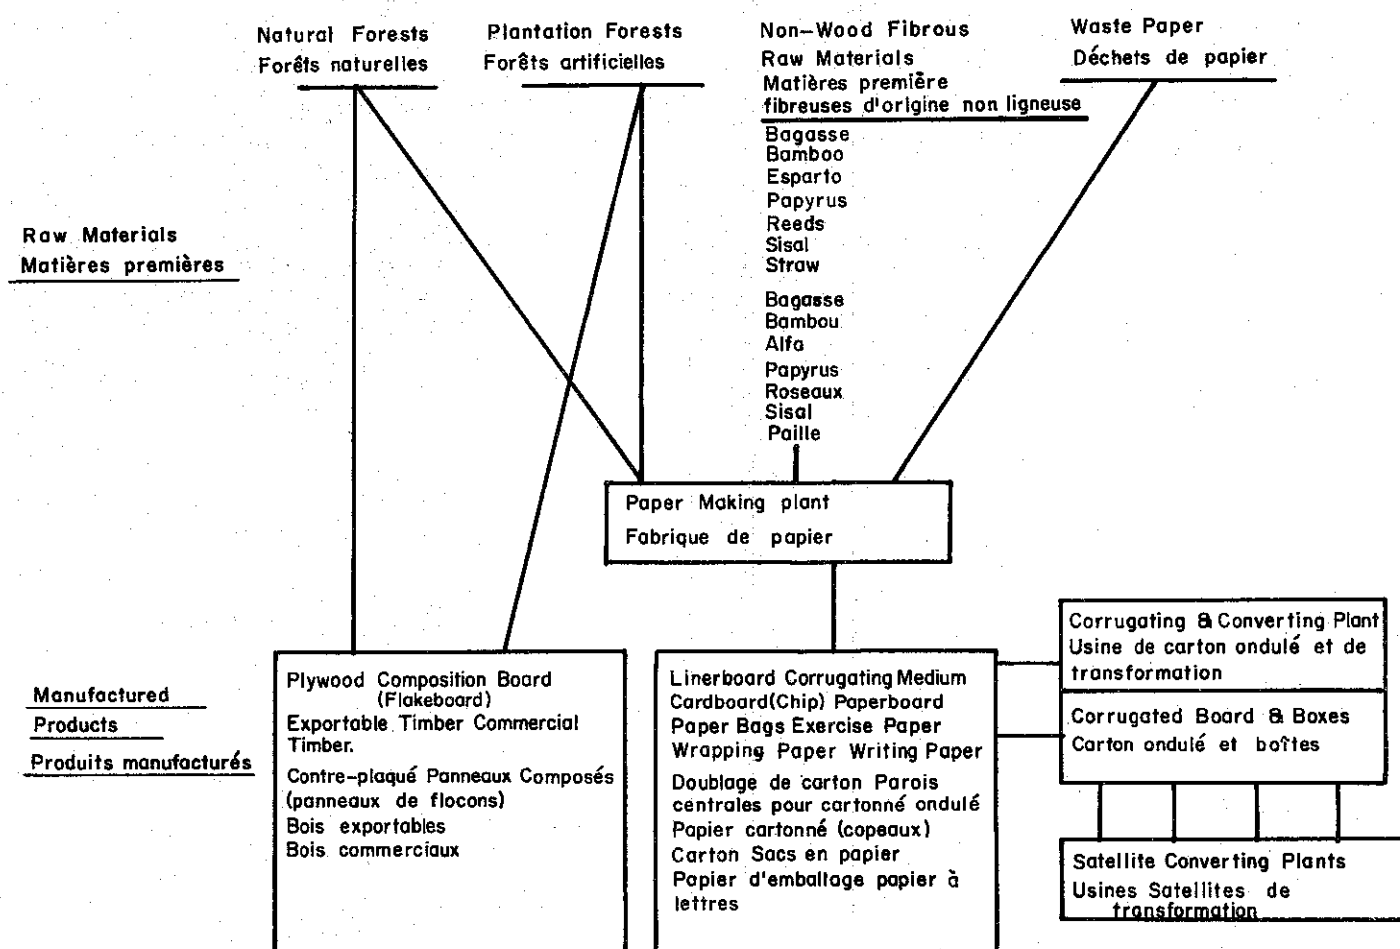 Natural Forests
Forêts naturelles
Plantation Forests
Forêts artificielles
Non-Wood Fibrous
Raw Materials
Matières première
fibreuses d'origine non ligneuse
Bagasse
Bamboo
Esparto
Papyrus
Reeds
Sisal
Straw
Bagasse
Bambou
Alfa
Papyrus
Roseaux
Sisal
Paille
Waste Paper
Déchets de papier
Raw Materials
Matières premières
Paper Making plant
Fabrique de papier
Manufactured
Products
Produits manufacturés
Plywood Composition Board
(Flakeboard)
Exportable Timber Commercial
Timber.
Contre-plaqué Panneaux Composés
(panneaux de flocons)
Bois exportables
Bois commerciaux
Linerboard Corrugating Medium
Cardboard(Chip) Paperboard
Paper Bags Exercise Paper
Wrapping Paper Writing Paper
Doublage de carton Parois
centrales pour cartonné ondulé
Papier cartonné (copeaux)
Carton Sacs en papier
Papier d'emballage papier à
lettres
Corrugating & Converting Plant
Usine de carton ondulé et de
transformation
Corrugated Board & Boxes
Carton ondulé et boîtes
Satellite Converting Plants
Usines Satellites de
transformation